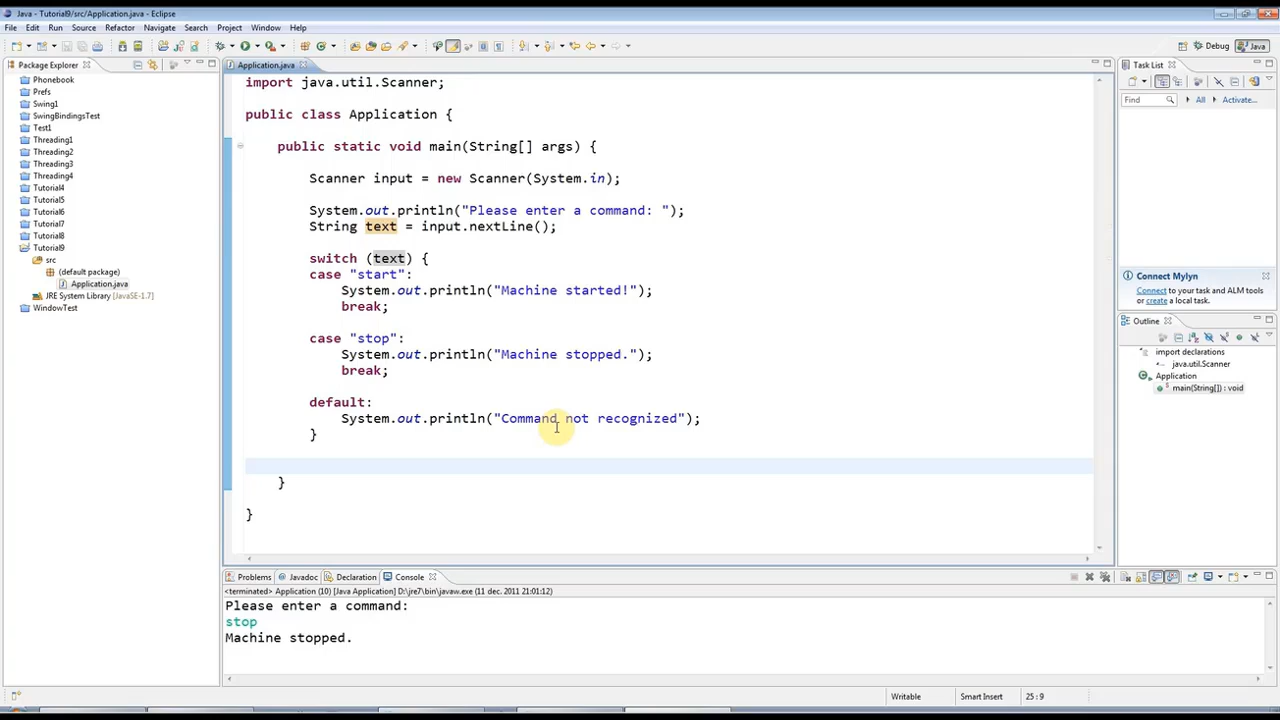 Java - Tutorial9/src/Application.java - Eclipse
File Edit Run Source Refactor Navigate Search Project Window Help
Debug Java
Package Explorer
Phonebook
Prefs
Swing1
SwingBindingsTest
Test1
Threading1
Threading2
Threading3
Threading4
Tutorial4
Tutorial5
Tutorial6
Tutorial7
Tutorial8
Tutorial9
src
(default package)
Application.java
JRE System Library [JavaSE-1.7]
WindowTest
Application.java
import java.util.Scanner;
public class Application {
public static void main(String[] args) {
Scanner input = new Scanner(System.in);
System.out.println("Please enter a command: ");
String text = input.nextLine();
switch (text) {
case "start":
System.out.println("Machine started!");
break;
case "stop":
System.out.println("Machine stopped.");
break;
default:
System.out.println("Command not recognized");
}
}
}
Task List
Find All Activate...
Connect Mylyn
Connect to your task and ALM tools
or create a local task.
Outline
import declarations
java.util.Scanner
Application
main(String[]) : void
Problems Javadoc Declaration Console
<terminated> Application (10) [Java Application] D:\jre7\bin\javaw.exe (11 dec. 2011 21:01:12)
Please enter a command:
stop
Machine stopped.
Writable Smart Insert 25 : 9